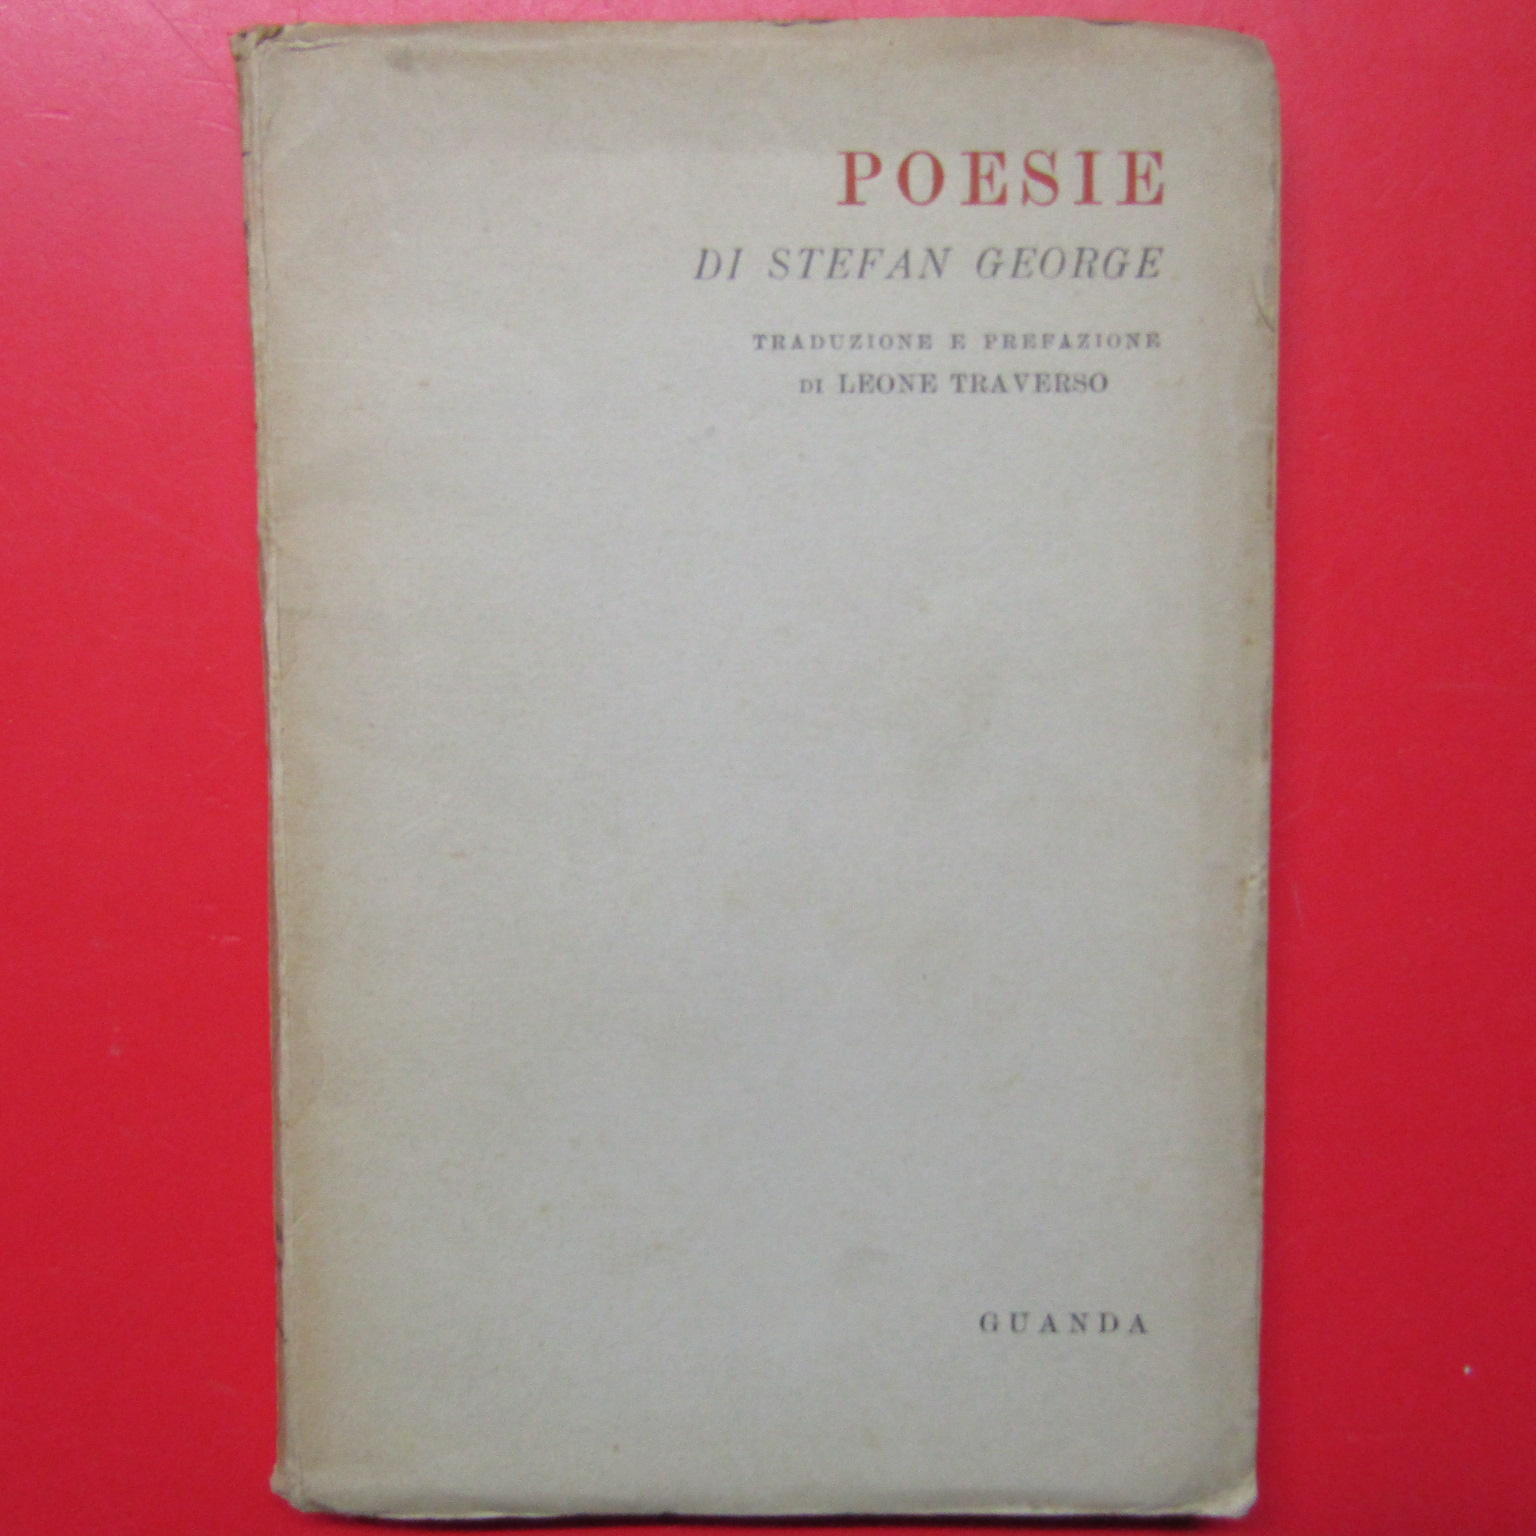 POESIE
DI STEFAN GEORGE
TRADUZIONE E PREFAZIONE
DI LEONE TRAVERSO
GUANDA